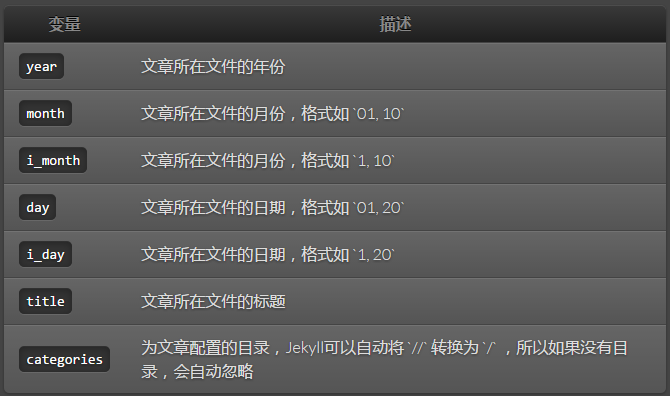 变量 描述
year 文章所在文件的年份
month 文章所在文件的月份，格式如 `01, 10`
i_month 文章所在文件的月份，格式如 `1, 10`
day 文章所在文件的日期，格式如 `01, 20`
i_day 文章所在文件的日期，格式如 `1, 20`
title 文章所在文件的标题
categories 为文章配置的目录，Jekyll可以自动将 `//` 转换为 `/` ，所以如果没有目
录，会自动忽略